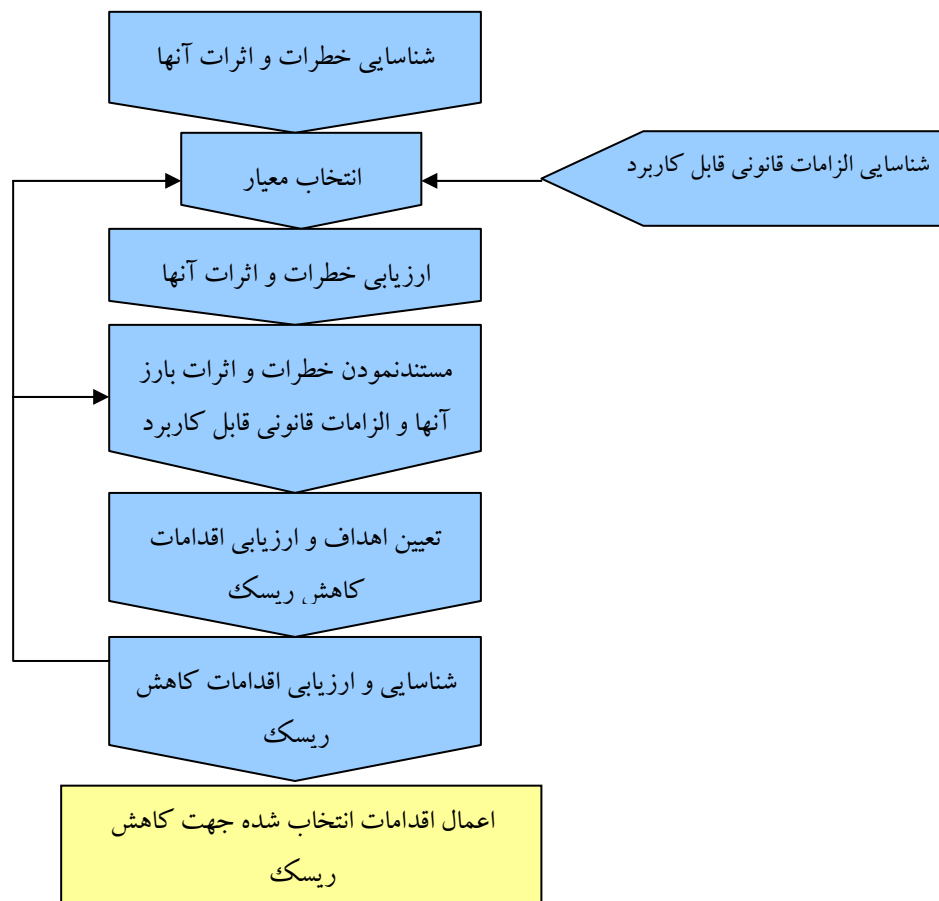 شناسایی خطرات و اثرات آنها
انتخاب معیار
شناسایی الزامات قانونی قابل کاربرد
ارزیابی خطرات و اثرات آنها
مستندنمودن خطرات و اثرات بارز
آنها و الزامات قانونی قابل کاربرد
تعیین اهداف و ارزیابی اقدامات
کاهش ریسک
شناسایی و ارزیابی اقدامات کاهش
ریسک
اعمال اقدامات انتخاب شده جهت کاهش
ریسک